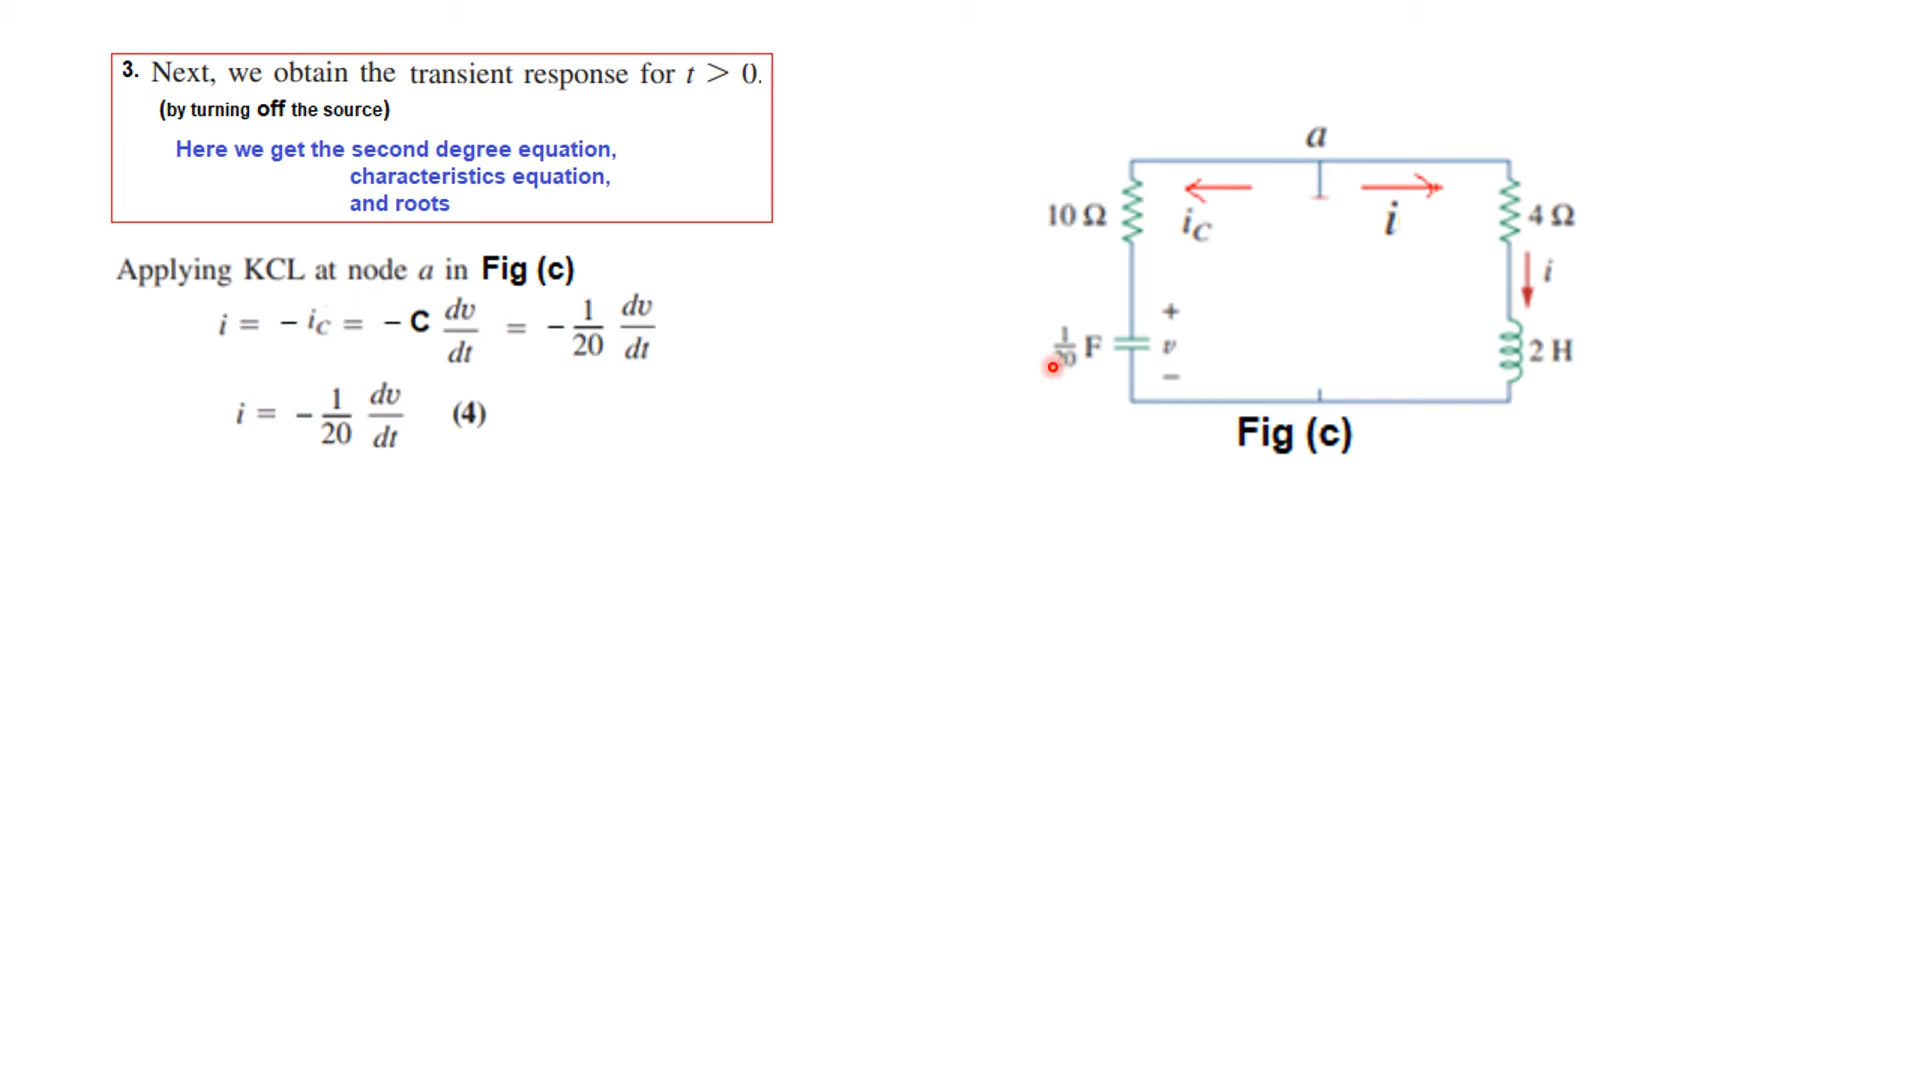 3. Next, we obtain the transient response for t > 0.
(by turning off the source)
Here we get the second degree equation,
characteristics equation,
and roots
Applying KCL at node a in Fig (c)
i = - iC = - C dv/dt = - 1/20 dv/dt
i = - 1/20 dv/dt (4)
a
10 Ω
iC
i
4 Ω
i
+
1/20 F
v
2 H
−
Fig (c)